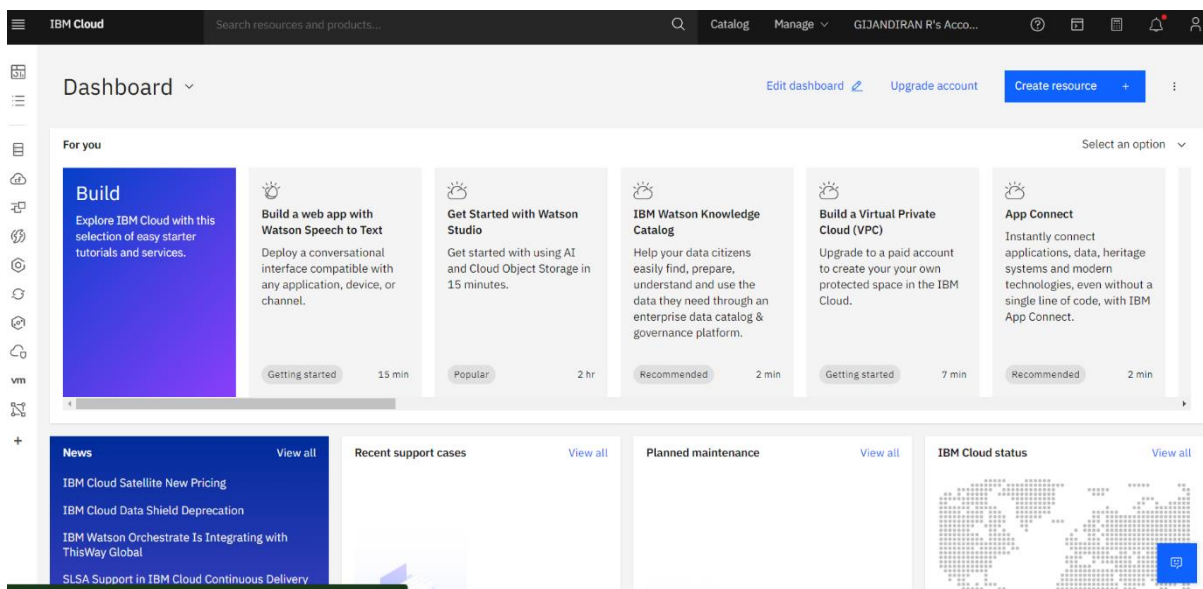 IBM Cloud
Search resources and products...
Catalog
Manage
GIJANDIRAN R's Acco...
Dashboard
Edit dashboard
Upgrade account
Create resource +
For you
Select an option
Build
Explore IBM Cloud with this
selection of easy starter
tutorials and services.
Build a web app with
Watson Speech to Text
Deploy a conversational
interface compatible with
any application, device, or
channel.
Getting started
15 min
Get Started with Watson
Studio
Get started with using AI
and Cloud Object Storage in
15 minutes.
Popular
2 hr
IBM Watson Knowledge
Catalog
Help your data citizens
easily find, prepare,
understand and use the
data they need through an
enterprise data catalog &
governance platform.
Recommended
2 min
Build a Virtual Private
Cloud (VPC)
Upgrade to a paid account
to create your your own
protected space in the IBM
Cloud.
Getting started
7 min
App Connect
Instantly connect
applications, data, heritage
systems and modern
technologies, even without a
single line of code, with IBM
App Connect.
Recommended
2 min
vm
News
View all
IBM Cloud Satellite New Pricing
IBM Cloud Data Shield Deprecation
IBM Watson Orchestrate Is Integrating with
ThisWay Global
SLSA Support in IBM Cloud Continuous Delivery
Recent support cases
View all
Planned maintenance
View all
IBM Cloud status
View all